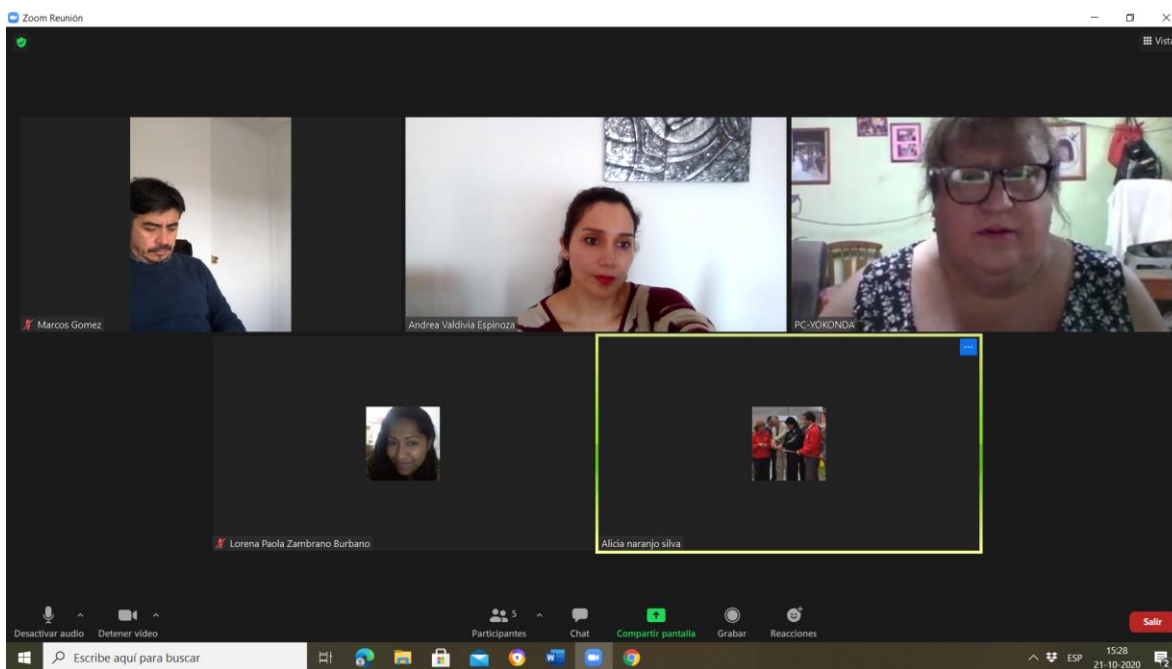 Zoom Reunión
Vista
Marcos Gomez
Andrea Valdivia Espinoza
PC-YOKONDA
Lorena Paola Zambrano Burbano
Alicia naranjo silva
Desactivar audio
Detener video
Participantes
5
Chat
Compartir pantalla
Grabar
Reacciones
Salir
Escribe aquí para buscar
ESP
15:28
21-10-2020